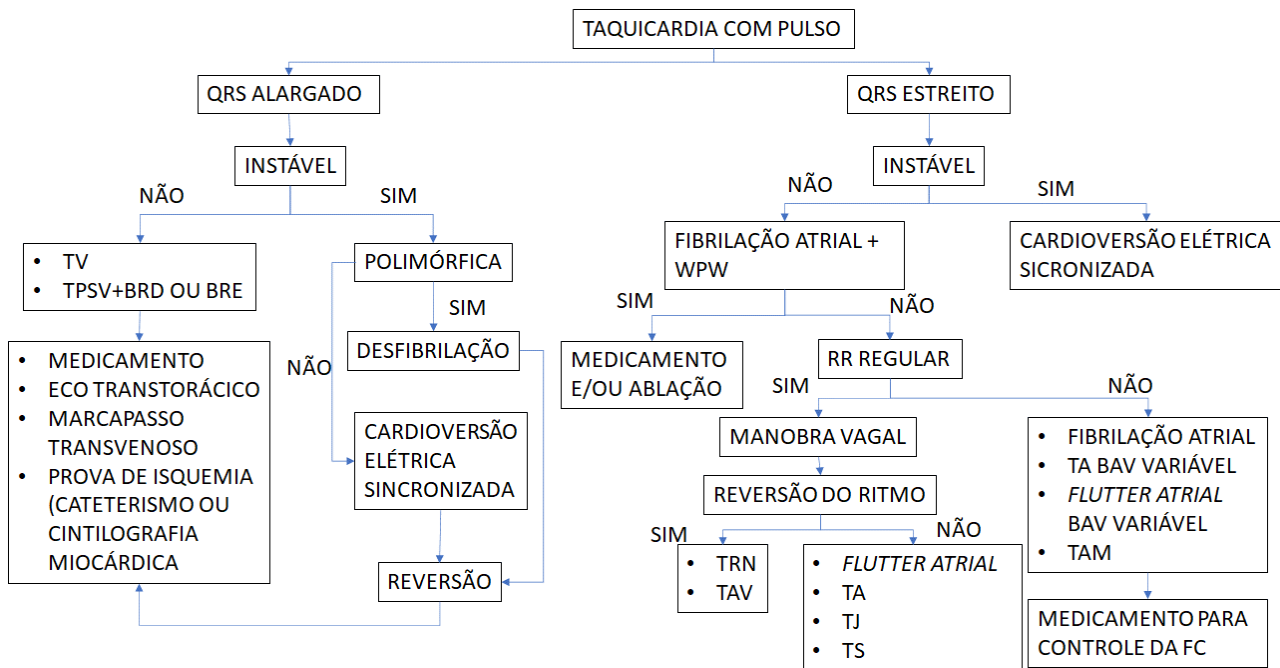 TAQUICARDIA COM PULSO
QRS ALARGADO
QRS ESTREITO
INSTÁVEL
INSTÁVEL
NÃO
SIM
NÃO
SIM
• TV
• TPSV+BRD OU BRE
POLIMÓRFICA
FIBRILAÇÃO ATRIAL +
WPW
CARDIOVERSÃO ELÉTRICA
SICRONIZADA
SIM
NÃO
SIM
NÃO
• MEDICAMENTO
• ECO TRANSTORÁCICO
• MARCAPASSO
TRANSVENOSO
• PROVA DE ISQUEMIA
(CATETERISMO OU
CINTILOGRAFIA
MIOCÁRDICA
DESFIBRILAÇÃO
MEDICAMENTO
E/OU ABLAÇÃO
RR REGULAR
SIM
NÃO
CARDIOVERSÃO
ELÉTRICA
SINCRONIZADA
MANOBRA VAGAL
• FIBRILAÇÃO ATRIAL
• TA BAV VARIÁVEL
• FLUTTER ATRIAL
BAV VARIÁVEL
• TAM
REVERSÃO DO RITMO
SIM
NÃO
REVERSÃO
• TRN
• TAV
• FLUTTER ATRIAL
• TA
• TJ
• TS
MEDICAMENTO PARA
CONTROLE DA FC